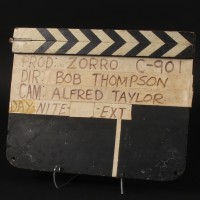 PROD: ZORRO C-901
DIR: BOB THOMPSON
CAM: ALFRED TAYLOR
DAY NITE EXT